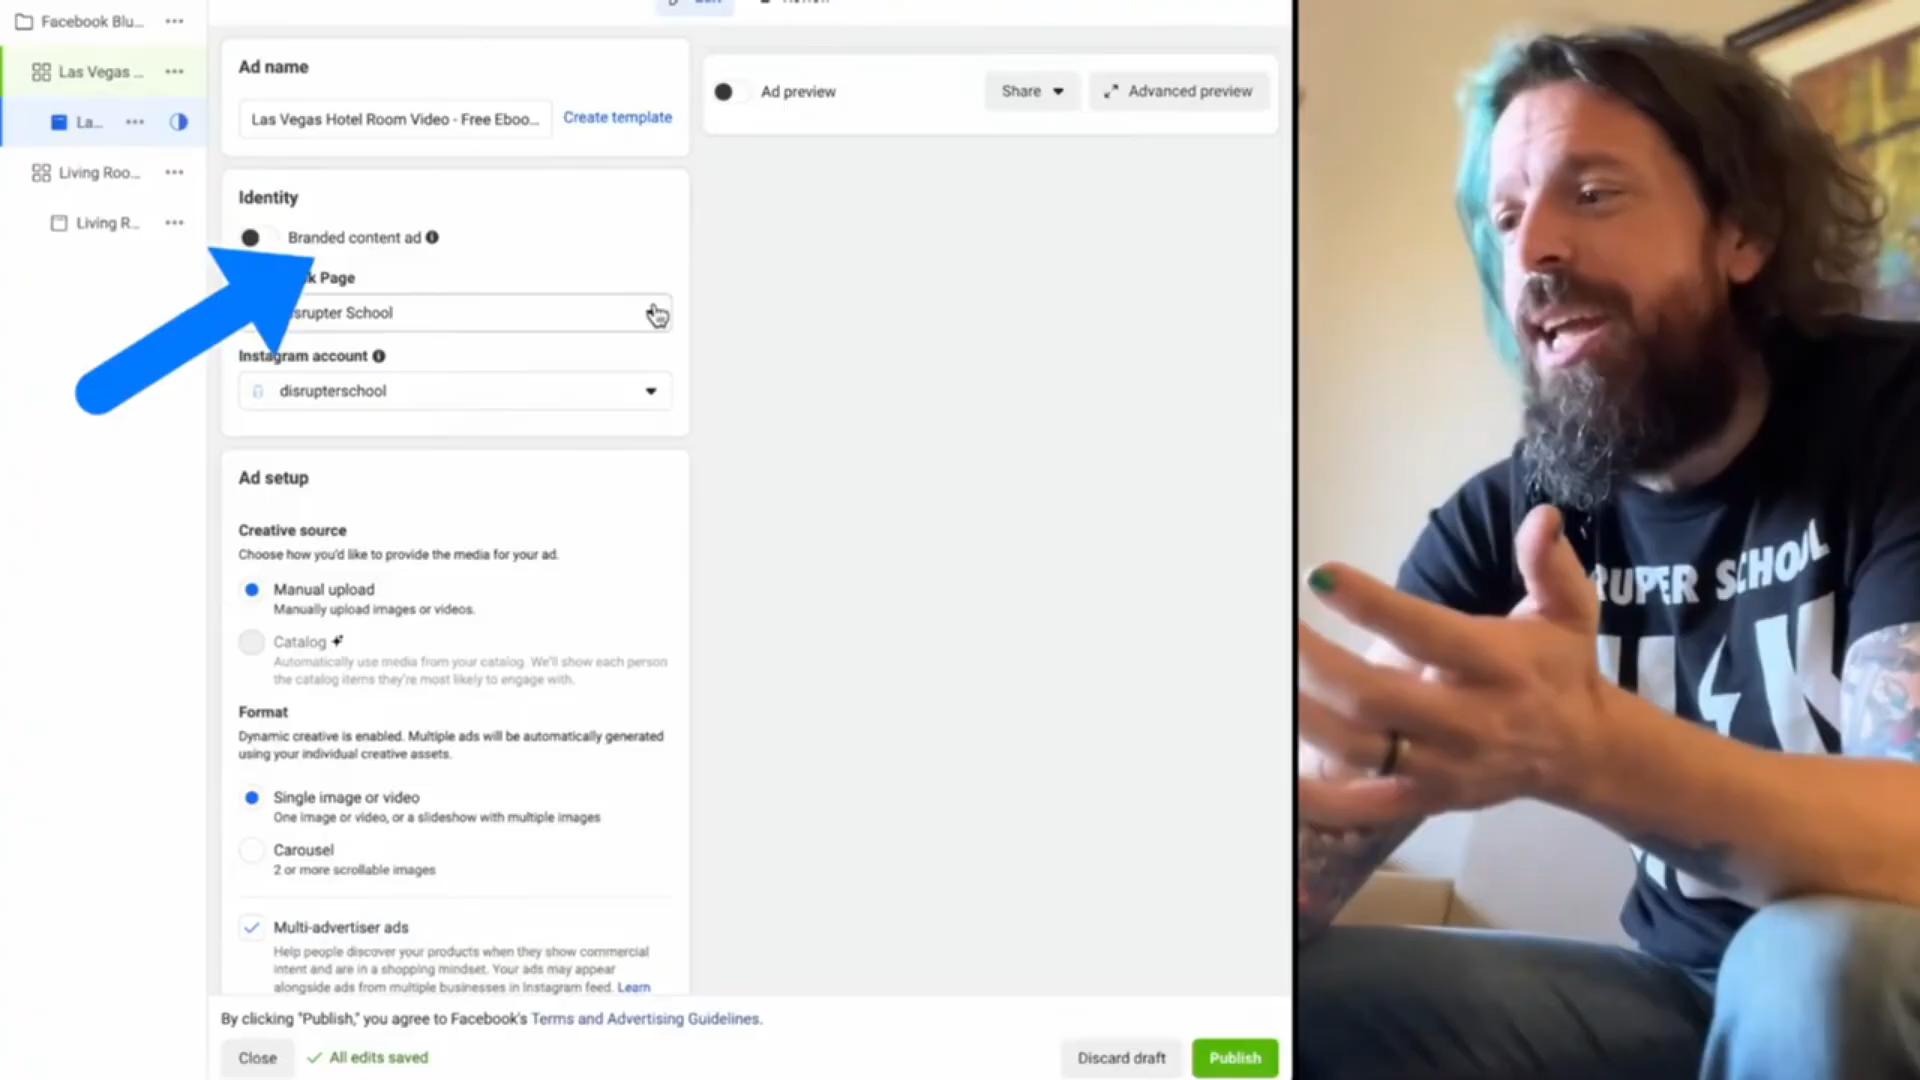 Facebook Blu...
Las Vegas ...
La...
Living Roo...
Living R...
Edit
Ad name
Las Vegas Hotel Room Video - Free Eboo...
Create template
Identity
Branded content ad
k Page
srupter School
Instagram account
disrupterschool
Ad setup
Creative source
Choose how you'd like to provide the media for your ad.
Manual upload
Manually upload images or videos.
Catalog
Automatically use media from your catalog. We'll show each person
the catalog items they're most likely to engage with.
Format
Dynamic creative is enabled. Multiple ads will be automatically generated
using your individual creative assets.
Single image or video
One image or video, or a slideshow with multiple images
Carousel
2 or more scrollable images
Multi-advertiser ads
Help people discover your products when they show commercial
intent and are in a shopping mindset. Your ads may appear
alongside ads from multiple businesses in Instagram feed. Learn
By clicking "Publish," you agree to Facebook's Terms and Advertising Guidelines.
Close
All edits saved
Discard draft
Publish
Ad preview
Share
Advanced preview
RUPTER SCHOOL